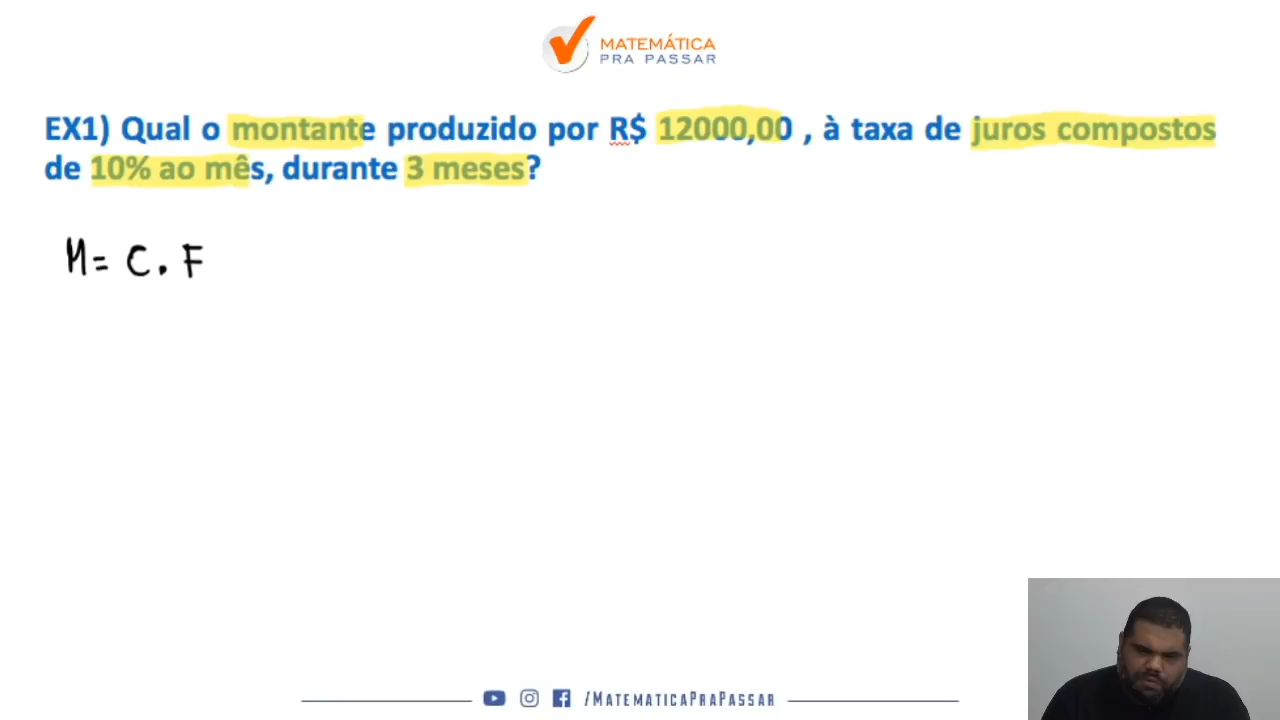 MATEMÁTICA
PRA PASSAR
EX1) Qual o montante produzido por R$ 12000,00 , à taxa de juros compostos
de 10% ao mês, durante 3 meses?
M= C. F
/MATEMATICAPRAPASSAR